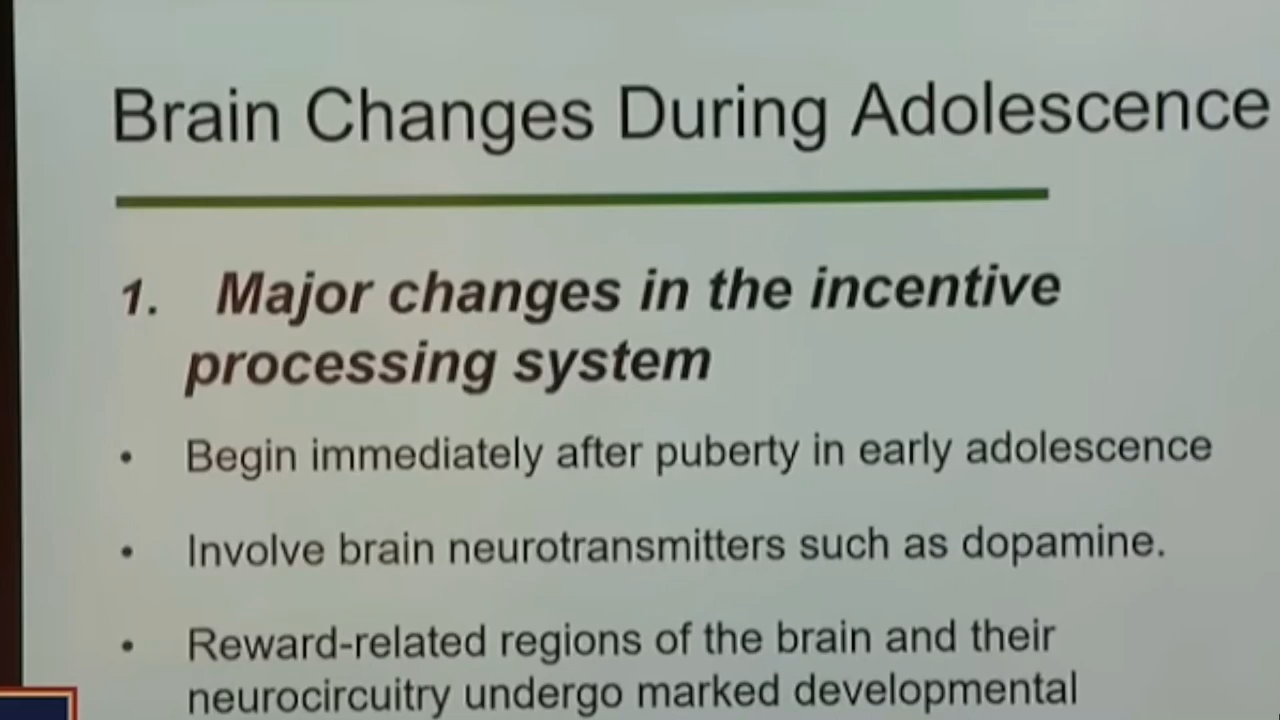 Brain Changes During Adolescence
1. Major changes in the incentive
processing system
• Begin immediately after puberty in early adolescence
• Involve brain neurotransmitters such as dopamine.
• Reward-related regions of the brain and their
neurocircuitry undergo marked developmental